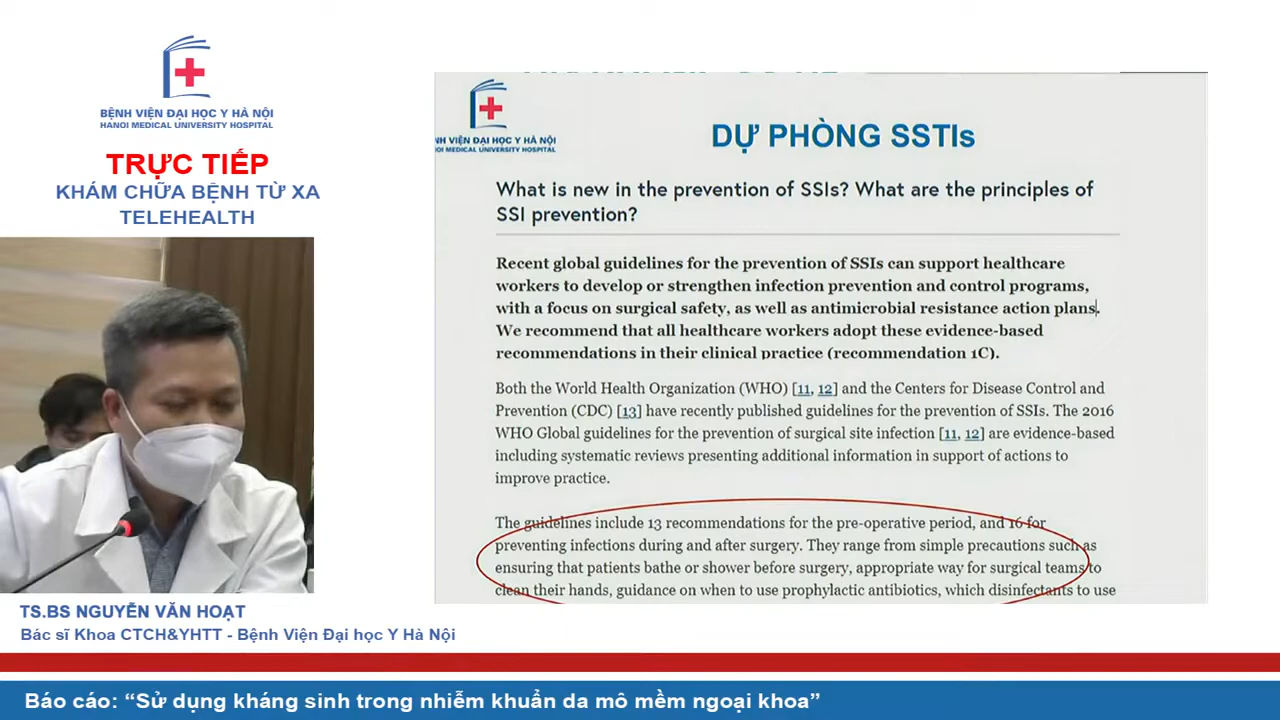 BỆNH VIỆN ĐẠI HỌC Y HÀ NỘI
HANOI MEDICAL UNIVERSITY HOSPITAL
TRỰC TIẾP
KHÁM CHỮA BỆNH TỪ XA
TELEHEALTH
TS.BS NGUYỄN VĂN HOẠT
Bác sĩ Khoa CTCH&YHTT - Bệnh Viện Đại học Y Hà Nội
NH VIỆN ĐẠI HỌC Y HÀ NỘI
OI MEDICAL UNIVERSITY HOSPITAL
DỰ PHÒNG SSTIs
What is new in the prevention of SSIs? What are the principles of
SSI prevention?
Recent global guidelines for the prevention of SSIs can support healthcare
workers to develop or strengthen infection prevention and control programs,
with a focus on surgical safety, as well as antimicrobial resistance action plans.
We recommend that all healthcare workers adopt these evidence-based
recommendations in their clinical practice (recommendation 1C).
Both the World Health Organization (WHO) [11, 12] and the Centers for Disease Control and
Prevention (CDC) [13] have recently published guidelines for the prevention of SSIs. The 2016
WHO Global guidelines for the prevention of surgical site infection [11, 12] are evidence-based
including systematic reviews presenting additional information in support of actions to
improve practice.
The guidelines include 13 recommendations for the pre-operative period, and 16 for
preventing infections during and after surgery. They range from simple precautions such as
ensuring that patients bathe or shower before surgery, appropriate way for surgical teams to
clean their hands, guidance on when to use prophylactic antibiotics, which disinfectants to use
Báo cáo: “Sử dụng kháng sinh trong nhiễm khuẩn da mô mềm ngoại khoa”